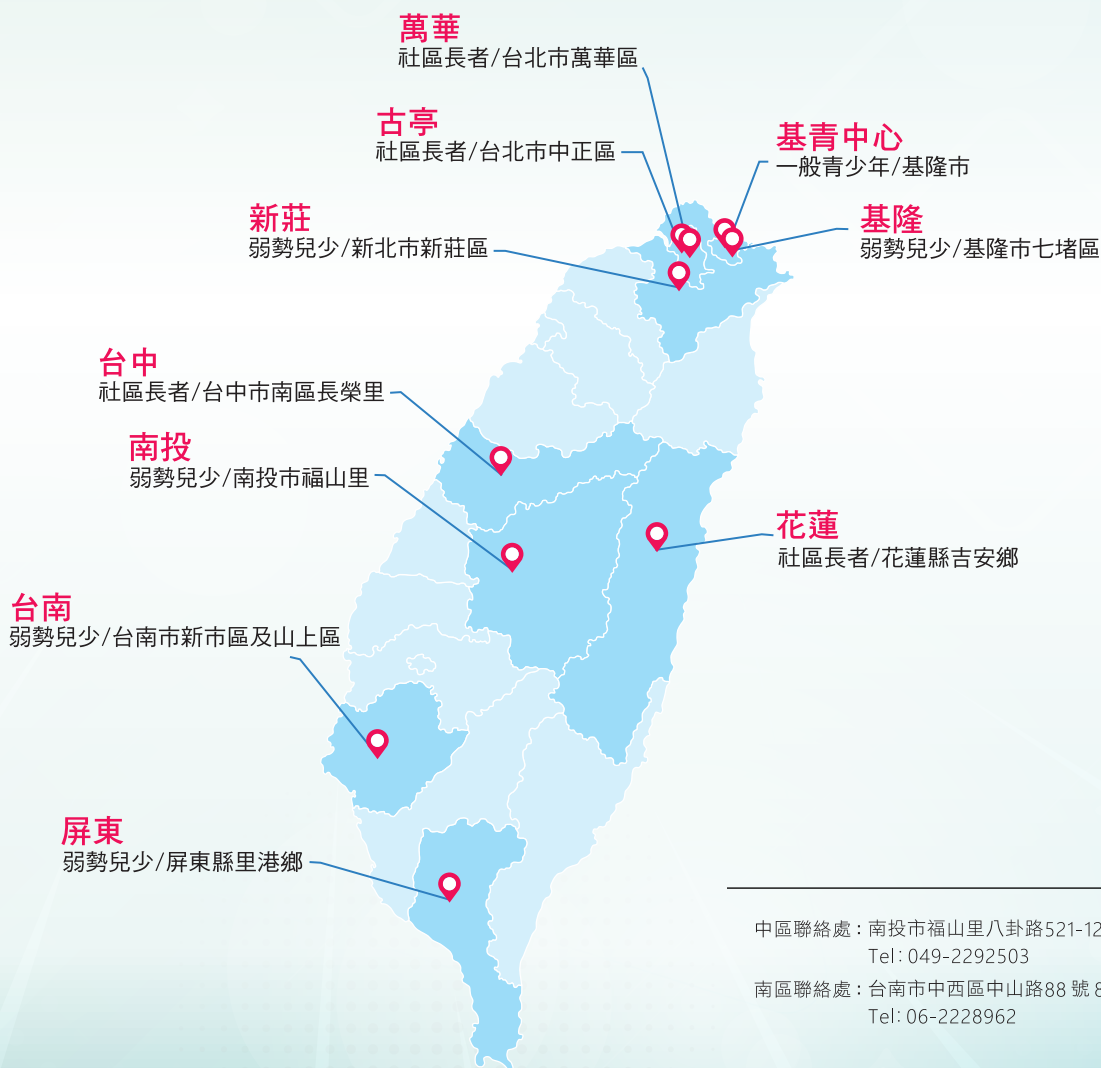 萬華
社區長者/台北市萬華區
古亭
社區長者/台北市中正區
基青中心
一般青少年/基隆市
新莊
弱勢兒少/新北市新莊區
基隆
弱勢兒少/基隆市七堵區
台中
社區長者/台中市南區長榮里
南投
弱勢兒少/南投市福山里
花蓮
社區長者/花蓮縣吉安鄉
台南
弱勢兒少/台南市新市區及山上區
屏東
弱勢兒少/屏東縣里港鄉
中區聯絡處：南投市福山里八卦路521-12
Tel：049-2292503
南區聯絡處：台南市中西區中山路88 號 8
Tel：06-2228962